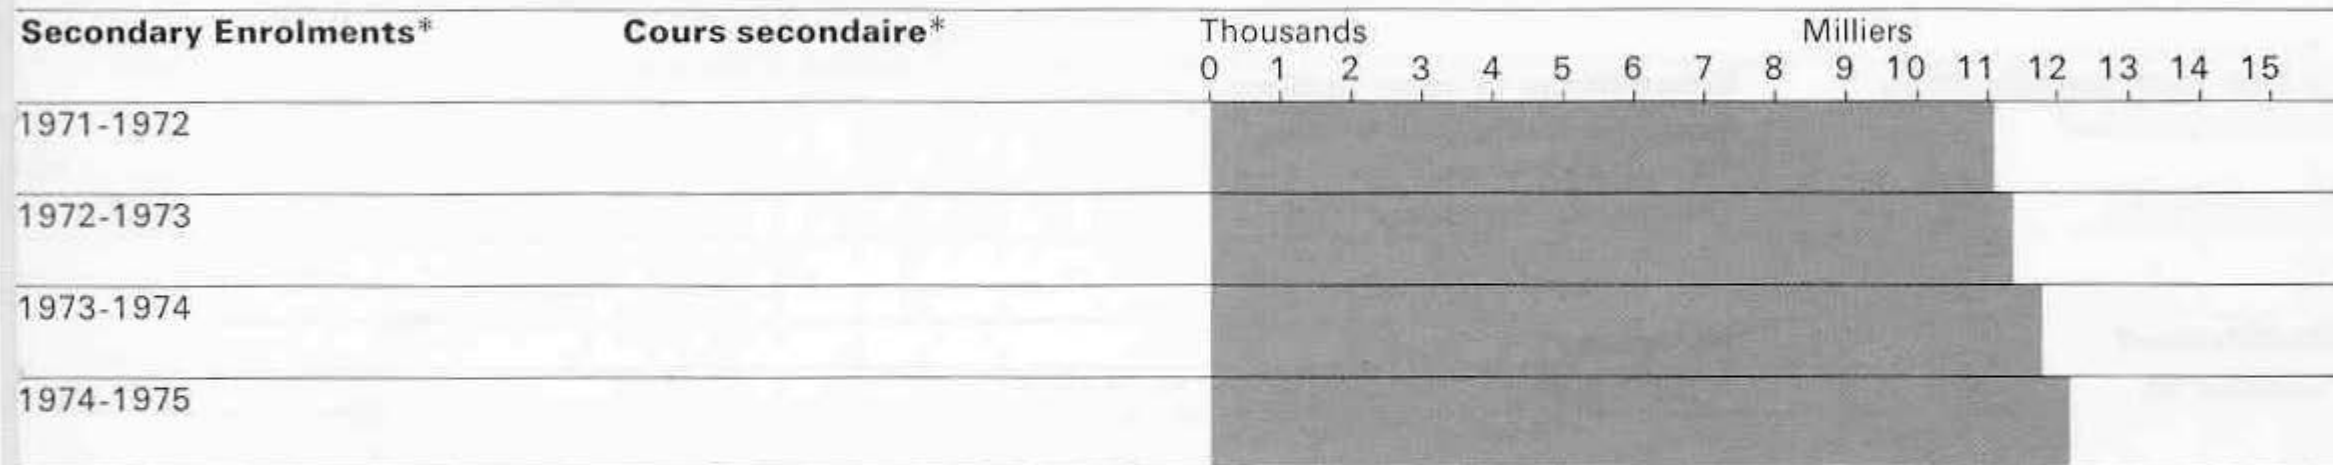 Secondary Enrolments* Cours secondaire* Thousands Milliers
0 1 2 3 4 5 6 7 8 9 10 11 12 13 14 15
1971-1972
1972-1973
1973-1974
1974-1975